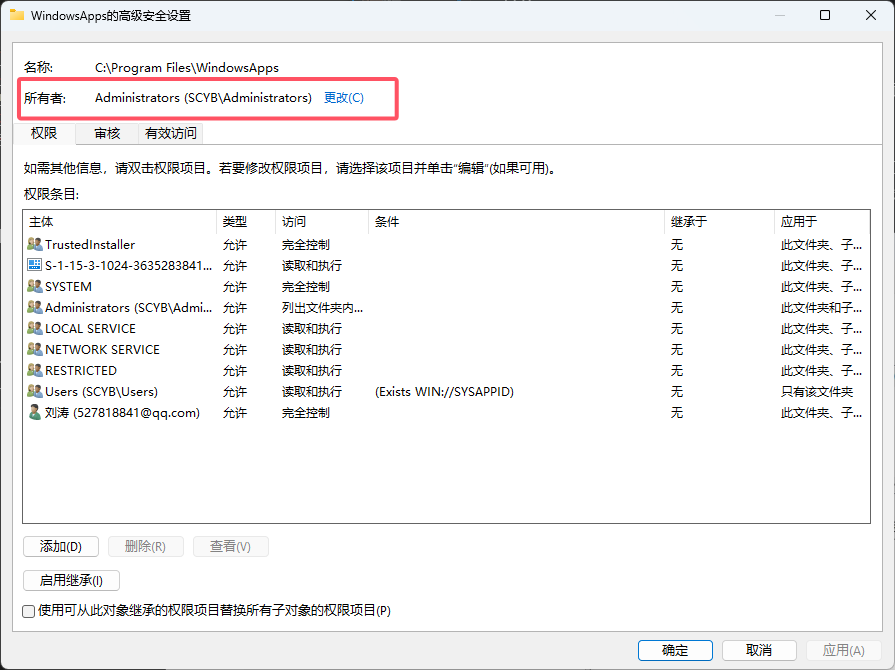 WindowsApps的高级安全设置
名称: C:\Program Files\WindowsApps
所有者: Administrators (SCYB\Administrators) 更改(C)
权限 审核 有效访问
如需其他信息，请双击权限项目。若要修改权限项目，请选择该项目并单击“编辑”(如果可用)。
权限条目:
主体 类型 访问 条件 继承于 应用于
TrustedInstaller 允许 完全控制 无 此文件夹、子...
S-1-15-3-1024-3635283841... 允许 读取和执行 无 此文件夹、子...
SYSTEM 允许 完全控制 无 此文件夹、子...
Administrators (SCYB\Admi... 允许 列出文件夹内... 无 此文件夹和子...
LOCAL SERVICE 允许 读取和执行 无 此文件夹、子...
NETWORK SERVICE 允许 读取和执行 无 此文件夹、子...
RESTRICTED 允许 读取和执行 无 此文件夹、子...
Users (SCYB\Users) 允许 读取和执行 (Exists WIN://SYSAPPID) 无 只有该文件夹
刘涛 (527818841@qq.com) 允许 完全控制 无 此文件夹、子...
添加(D) 删除(R) 查看(V)
启用继承(I)
使用可从此对象继承的权限项目替换所有子对象的权限项目(P)
确定 取消 应用(A)